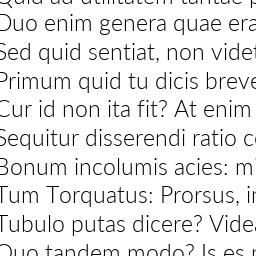 Quid ad utilitatem tantae p
Duo enim genera quae era
Sed quid sentiat, non videt
Primum quid tu dicis breve
Cur id non ita fit? At enim
Sequitur disserendi ratio c
Bonum incolumis acies: mi
Tum Torquatus: Prorsus, in
Tubulo putas dicere? Videa
Quo tandem modo? Is es